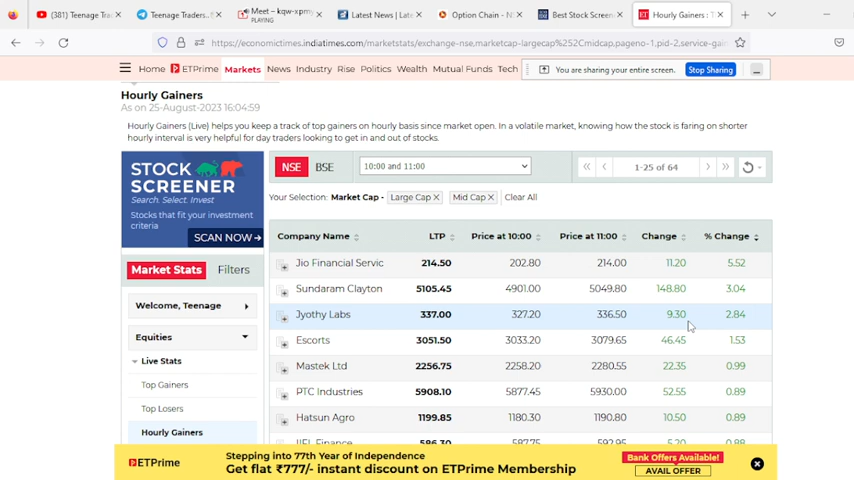 (381) Teenage Tra
Teenage Traders..
Meet – kqw-xpm
PLAYING
Latest News | Lat
Option Chain - NS
Best Stock Screen
Hourly Gainers : T
https://economictimes.indiatimes.com/marketstats/exchange-nse,marketcap-largecap%252Cmidcap,pageno-1,pid-2,service-gai
Home ETPrime Markets News Industry Rise Politics Wealth Mutual Funds Tech
You are sharing your entire screen. Stop Sharing
Hourly Gainers
As on 25-August-2023 16:04:59
Hourly Gainers (Live) helps you keep a track of top gainers on hourly basis since market open. In a volatile market, knowing how the stock is faring on shorter
hourly interval is very helpful for day traders looking to get in and out of stocks.
STOCK
SCREENER
Search. Select. Invest
Stocks that fit your investment
criteria
SCAN NOW
Market Stats Filters
Welcome, Teenage
Equities
Live Stats
Top Gainers
Top Losers
Hourly Gainers
NSE BSE 10:00 and 11:00 1-25 of 64
Your Selection: Market Cap - Large Cap Mid Cap Clear All
Company Name LTP Price at 10:00 Price at 11:00 Change % Change
Jio Financial Servic 214.50 202.80 214.00 11.20 5.52
Sundaram Clayton 5105.45 4901.00 5049.80 148.80 3.04
Jyothy Labs 337.00 327.20 336.50 9.30 2.84
Escorts 3051.50 3033.20 3079.65 46.45 1.53
Mastek Ltd 2256.75 2258.20 2280.55 22.35 0.99
PTC Industries 5908.10 5877.45 5930.00 52.55 0.89
Hatsun Agro 1199.85 1180.30 1190.80 10.50 0.89
IIFL Finance 586.30 587.75 592.95 5.20 0.88
ETPRIME
Stepping into 77th Year of Independence
Get flat ₹777/- instant discount on ETPrime Membership
Bank Offers Available!
AVAIL OFFER